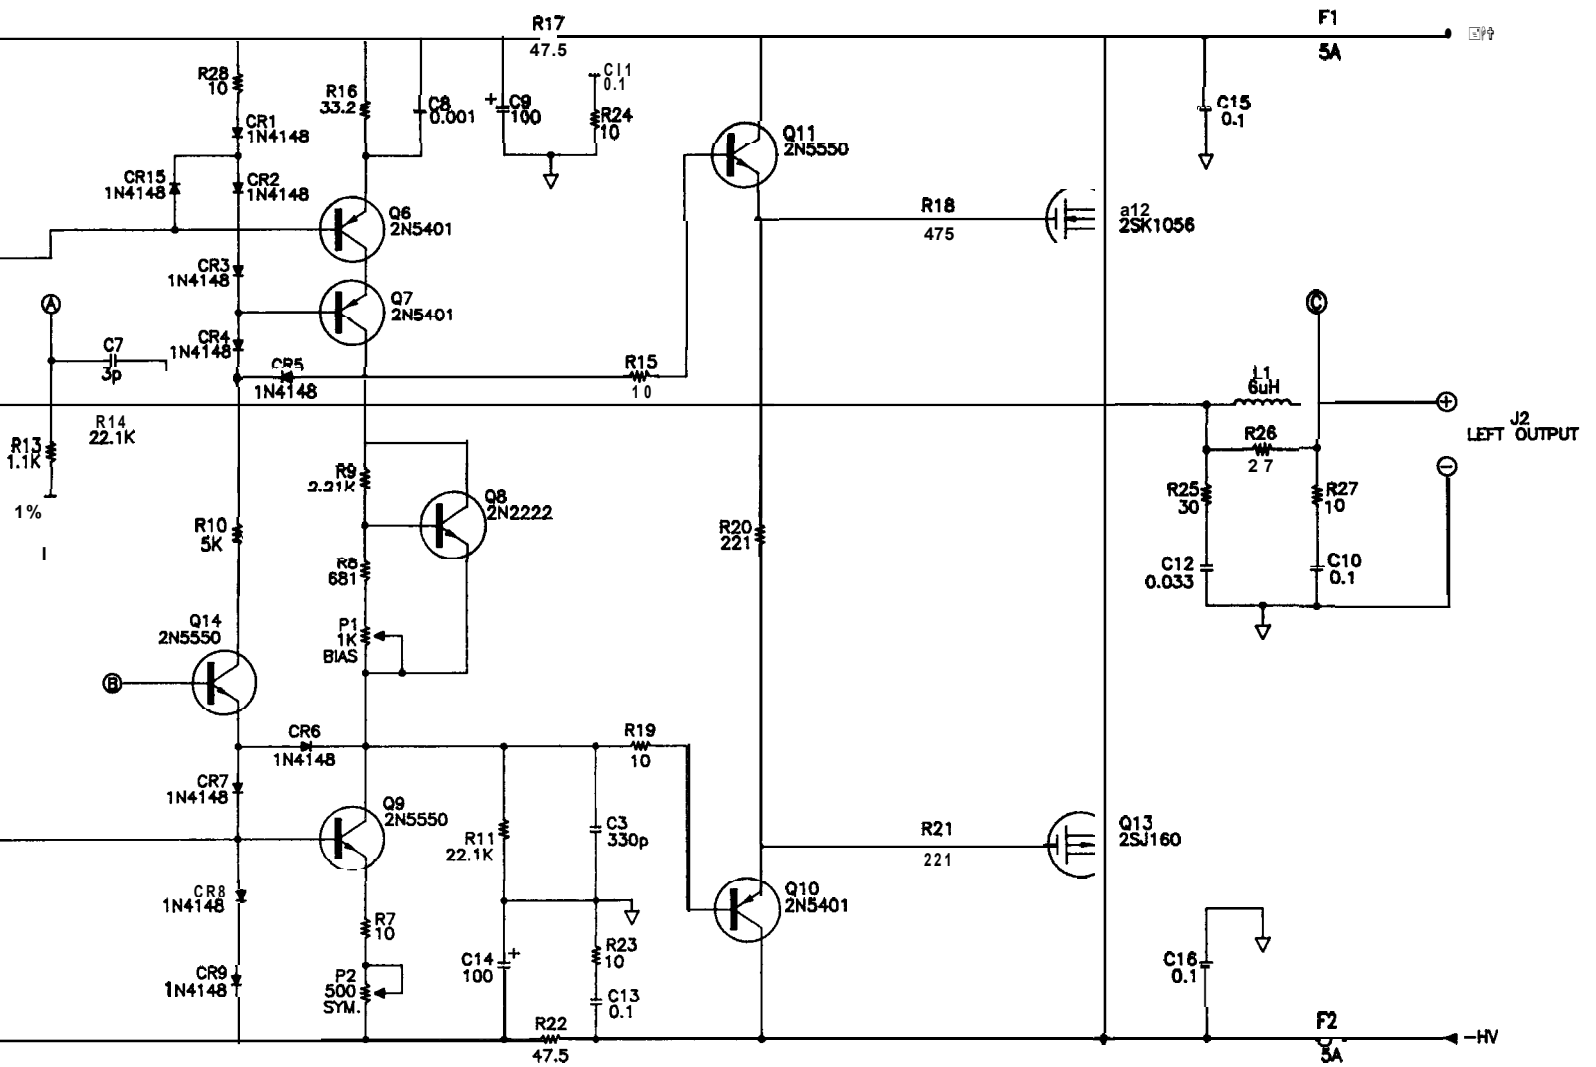 R17
47.5
F1
5A
R28
10
R16
33.2
C8
0.001
+
C9
100
CI1
0.1
R24
10
C15
0.1
CR1
1N4148
CR15
1N4148
CR2
1N4148
Q11
2N5550
Q6
2N5401
R18
475
a12
2SK1056
CR3
1N4148
A
Q7
2N5401
C
CR4
1N4148
C7
3p
CR5
1N4148
R15
10
L1
6uH
+
J2
LEFT OUTPUT
R14
22.1K
R13
1.1K
1%
R26
27
−
R9
2.21K
Q8
2N2222
R25
30
R27
10
R10
5K
R20
221
R8
681
C12
0.033
C10
0.1
Q14
2N5550
P1
1K
BIAS
B
CR6
1N4148
R19
10
CR7
1N4148
Q9
2N5550
R11
22.1K
C3
330p
R21
221
Q13
2SJ160
CR8
1N4148
Q10
2N5401
R7
10
C14
100
+
R23
10
C16
0.1
CR9
1N4148
P2
500
SYM.
C13
0.1
R22
47.5
F2
5A
-HV